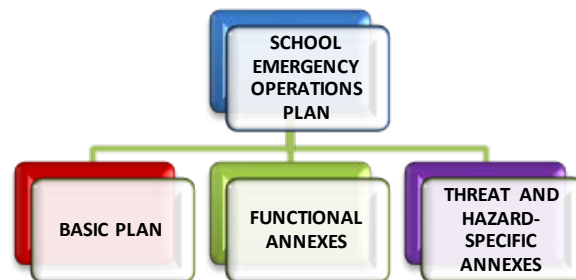 SCHOOL
EMERGENCY
OPERATIONS
PLAN
BASIC PLAN
FUNCTIONAL
ANNEXES
THREAT AND
HAZARD-
SPECIFIC
ANNEXES